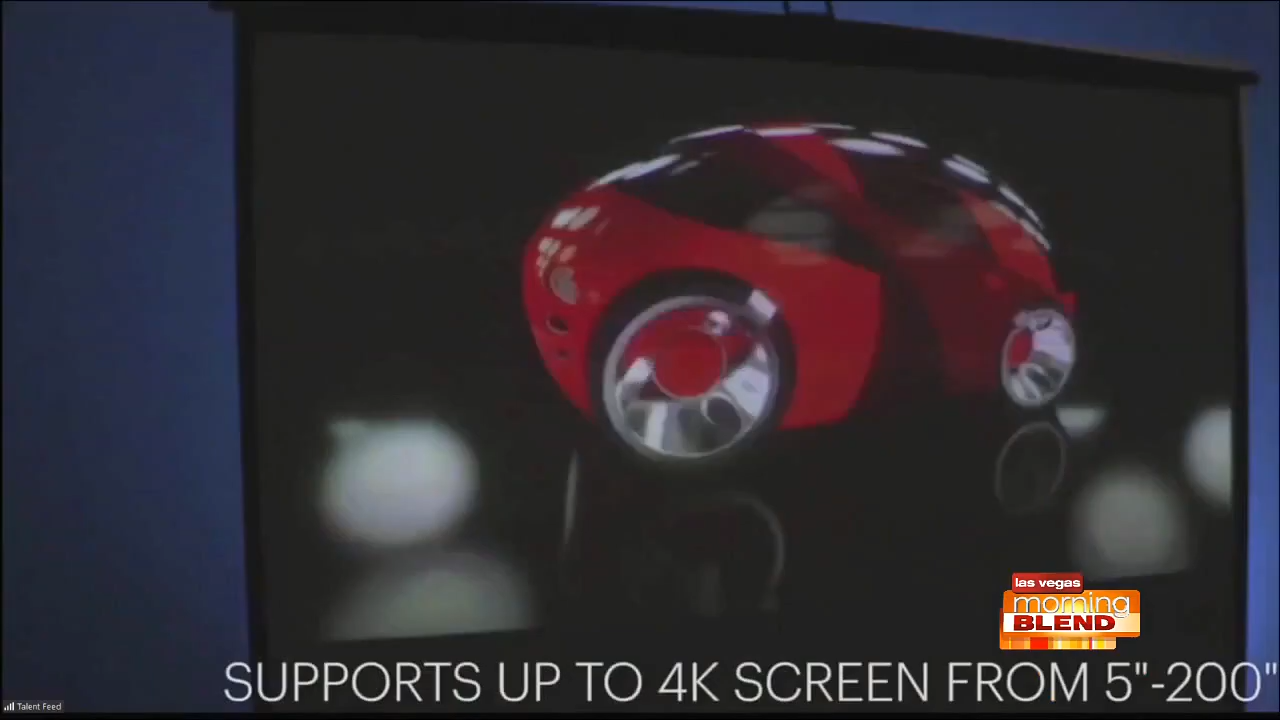 las vegas
morning
BLEND
SUPPORTS UP TO 4K SCREEN FROM 5"-200"
Talent Feed